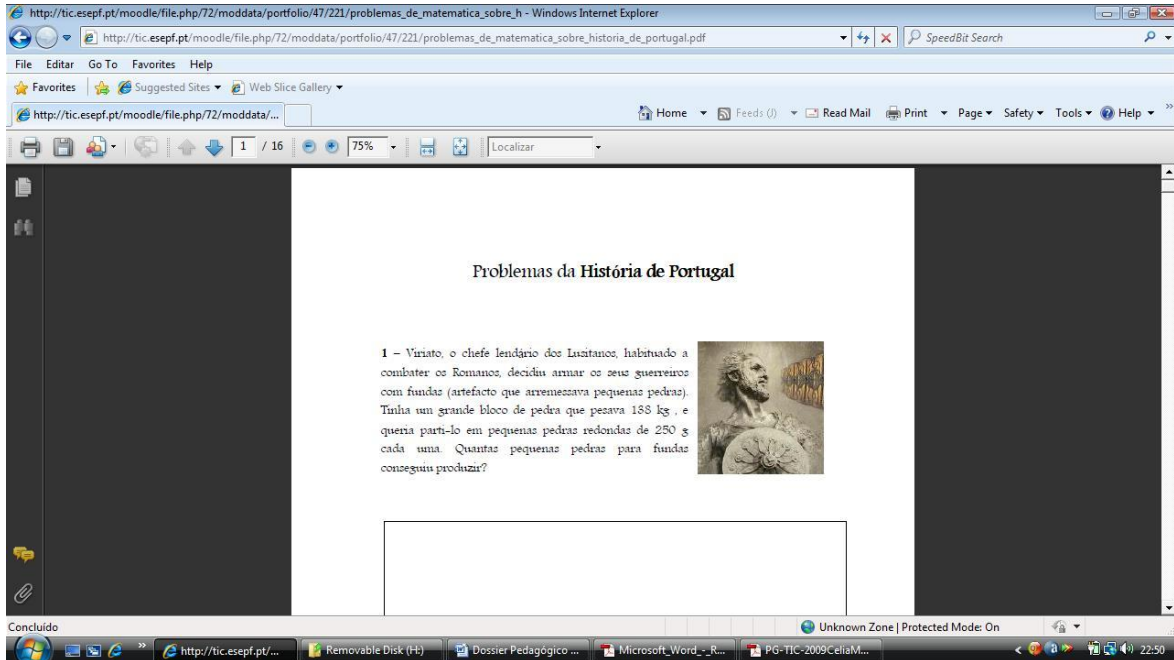 http://tic.esepf.pt/moodle/file.php/72/moddata/portfolio/47/221/problemas_de_matematica_sobre_h - Windows Internet Explorer
http://tic.esepf.pt/moodle/file.php/72/moddata/portfolio/47/221/problemas_de_matematica_sobre_historia_de_portugal.pdf SpeedBit Search
File Editar Go To Favorites Help
Favorites Suggested Sites Web Slice Gallery
http://tic.esepf.pt/moodle/file.php/72/moddata/... Home Feeds (J) Read Mail Print Page Safety Tools Help
1 / 16 75% Localizar
Problemas da História de Portugal
1 – Viriato, o chefe lendário dos Lusitanos, habituado a
combater os Romanos, decidiu armar os seus guerreiros
com fundas (artefacto que arremessava pequenas pedras).
Tinha um grande bloco de pedra que pesava 138 kg , e
queria parti-lo em pequenas pedras redondas de 250 g
cada uma. Quantas pequenas pedras para fundas
conseguiu produzir?
Concluído Unknown Zone | Protected Mode: On
http://tic.esepf.pt/... Removable Disk (H:) Dossier Pedagógico ... Microsoft_Word_-_R... PG-TIC-2009CeliaM... 22:50